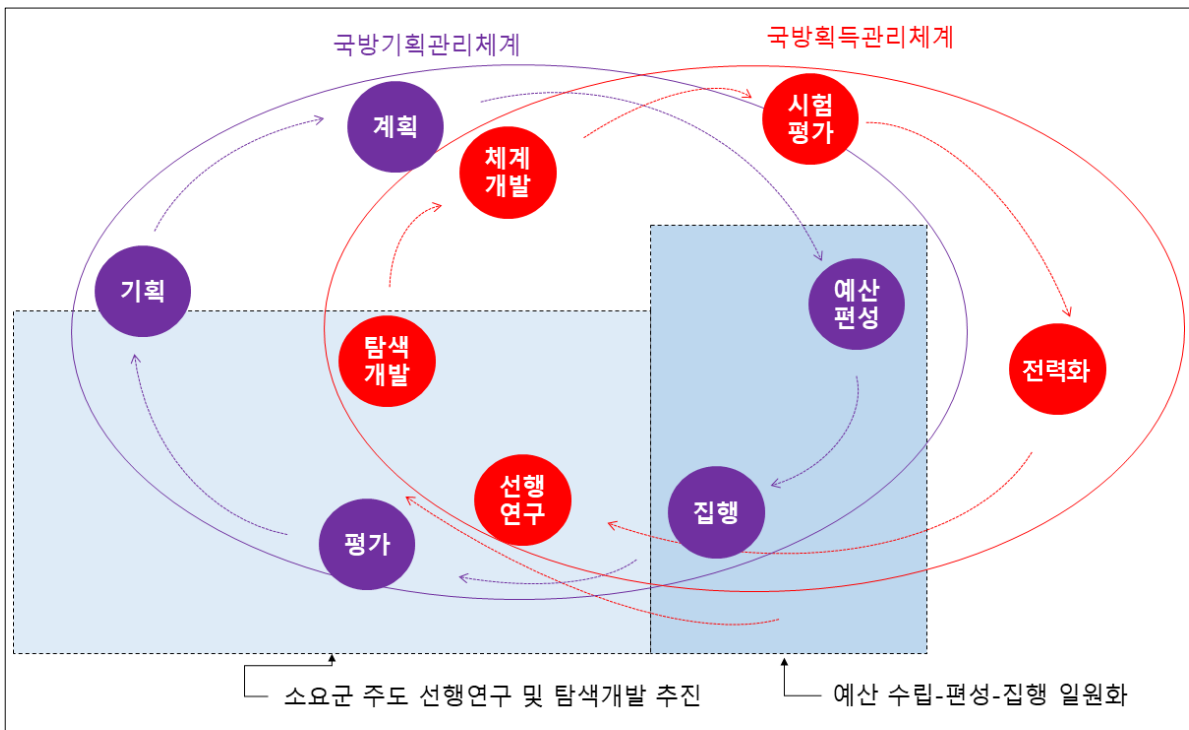 국방기획관리체계
국방획득관리체계
계획
시험
평가
체계
개발
기획
예산
편성
탐색
개발
전력화
선행
연구
집행
평가
소요군 주도 선행연구 및 탐색개발 추진
예산 수립-편성-집행 일원화